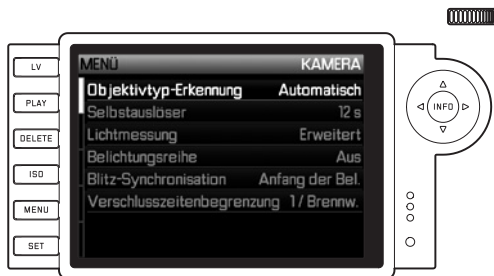 LV
PLAY
DELETE
ISO
MENU
SET
MENÜ KAMERA
Objektivtyp-Erkennung Automatisch
Selbstauslöser 12 s
Lichtmessung Erweitert
Belichtungsreihe Aus
Blitz-Synchronisation Anfang der Bel.
Verschlusszeitenbegrenzung 1/ Brennw.
INFO